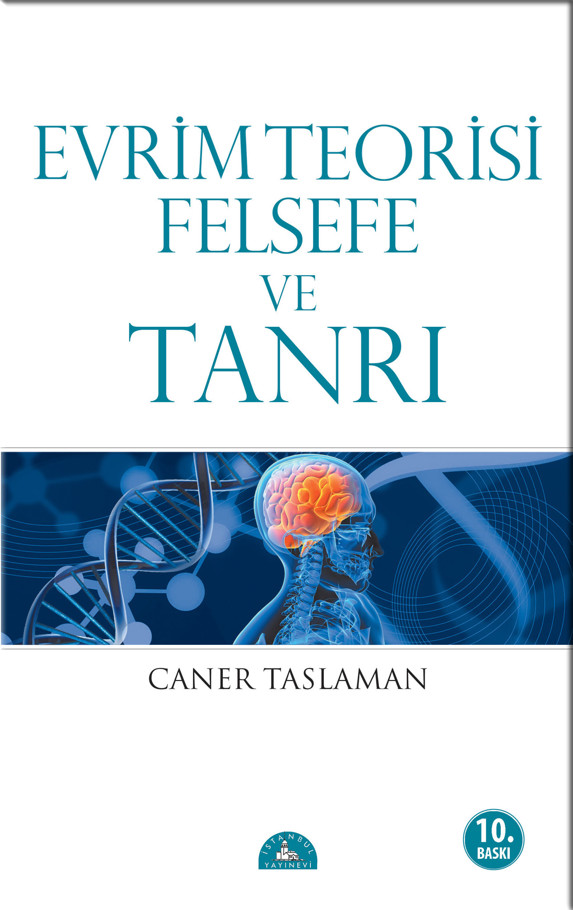 EVRİM TEORİSİ
FELSEFE
VE
TANRI
CANER TASLAMAN
İSTANBUL
YAYINEVİ
10.
BASKI